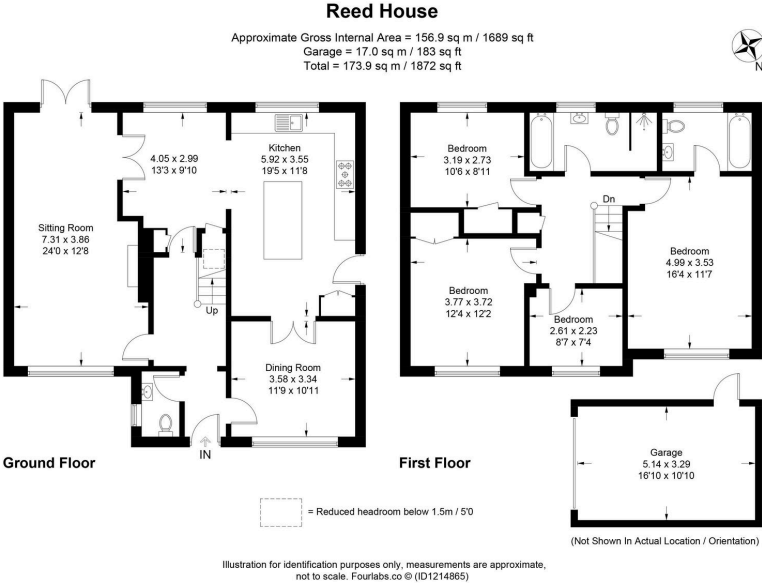 Reed House
Approximate Gross Internal Area = 156.9 sq m / 1689 sq ft
Garage = 17.0 sq m / 183 sq ft
Total = 173.9 sq m / 1872 sq ft
N
4.05 x 2.99
13'3 x 9'10
Kitchen
5.92 x 3.55
19'5 x 11'8
Sitting Room
7.31 x 3.86
24'0 x 12'8
Up
Dining Room
3.58 x 3.34
11'9 x 10'11
IN
Ground Floor
Bedroom
3.19 x 2.73
10'6 x 8'11
Dn
Bedroom
4.99 x 3.53
16'4 x 11'7
Bedroom
3.77 x 3.72
12'4 x 12'2
Bedroom
2.61 x 2.23
8'7 x 7'4
First Floor
Garage
5.14 x 3.29
16'10 x 10'10
(Not Shown In Actual Location / Orientation)
= Reduced headroom below 1.5m / 5'0
Illustration for identification purposes only, measurements are approximate,
not to scale. Fourlabs.co © (ID1214865)